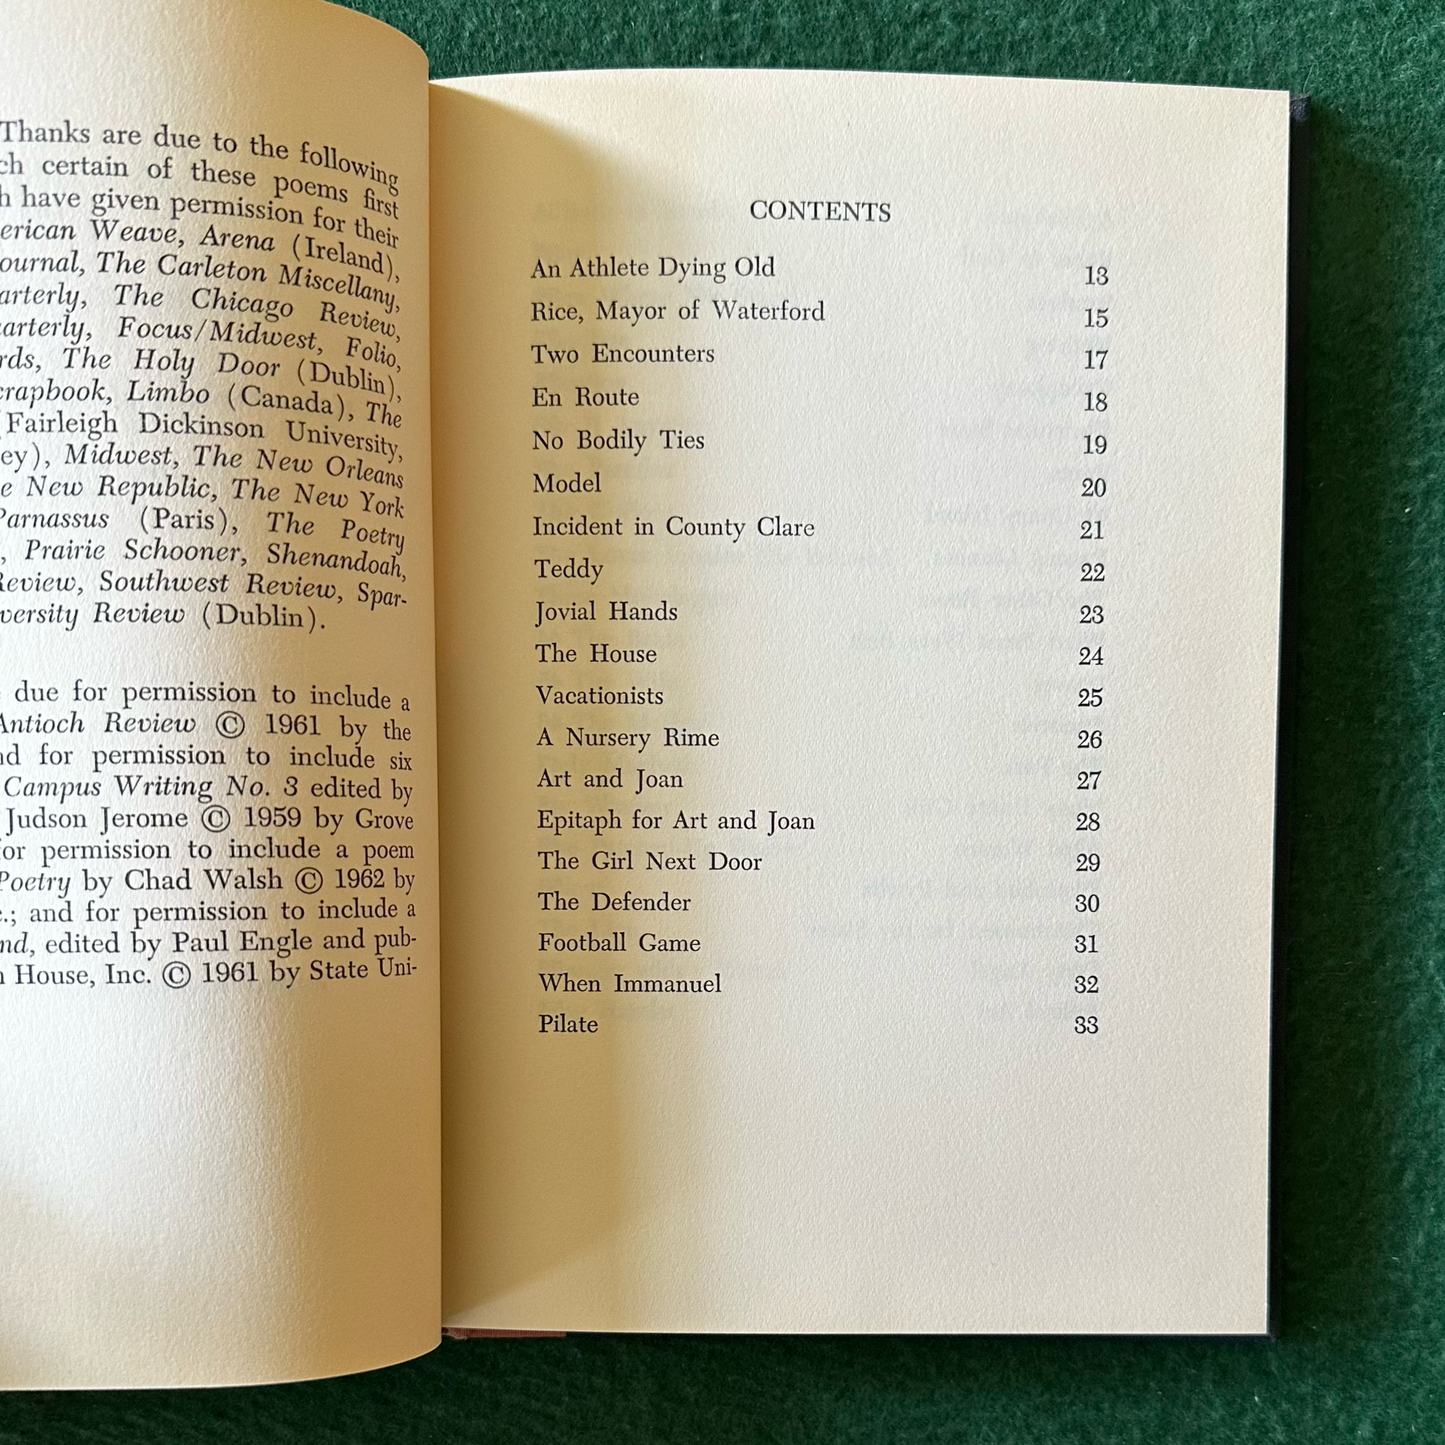 Thanks are due to the following
ch certain of these poems first
h have given permission for their
erican Weave, Arena (Ireland),
ournal, The Carleton Miscellany,
arterly, The Chicago Review,
uarterly, Focus/Midwest, Folio,
rds, The Holy Door (Dublin),
crapbook, Limbo (Canada), The
Fairleigh Dickinson University,
ey), Midwest, The New Orleans
e New Republic, The New York
Parnassus (Paris), The Poetry
, Prairie Schooner, Shenandoah,
Review, Southwest Review, Spar-
versity Review (Dublin).
due for permission to include a
Antioch Review © 1961 by the
nd for permission to include six
Campus Writing No. 3 edited by
Judson Jerome © 1959 by Grove
for permission to include a poem
Poetry by Chad Walsh © 1962 by
c.; and for permission to include a
nd, edited by Paul Engle and pub-
House, Inc. © 1961 by State Uni-
CONTENTS
An Athlete Dying Old 13
Rice, Mayor of Waterford 15
Two Encounters 17
En Route 18
No Bodily Ties 19
Model 20
Incident in County Clare 21
Teddy 22
Jovial Hands 23
The House 24
Vacationists 25
A Nursery Rime 26
Art and Joan 27
Epitaph for Art and Joan 28
The Girl Next Door 29
The Defender 30
Football Game 31
When Immanuel 32
Pilate 33